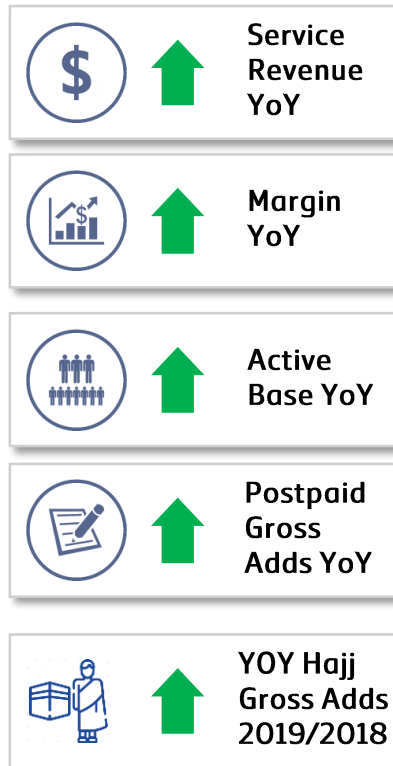 $
Service
Revenue
YoY
$
Margin
YoY
Active
Base YoY
Postpaid
Gross
Adds YoY
YOY Hajj
Gross Adds
2019/2018